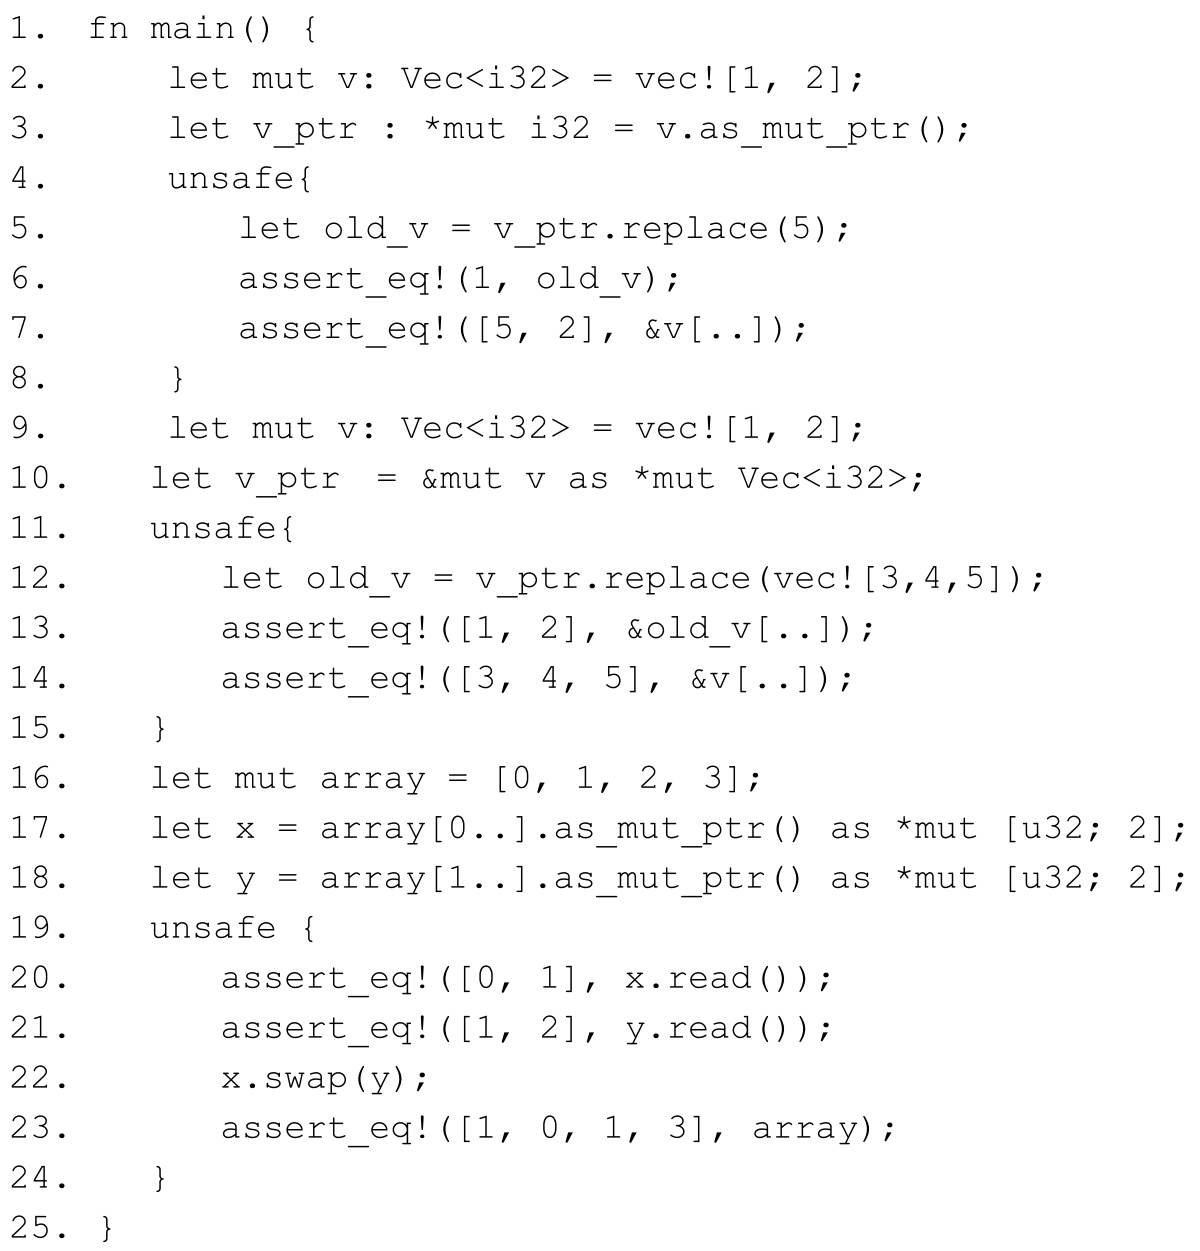 1. fn main() {
2. let mut v: Vec<i32> = vec![1, 2];
3. let v_ptr : *mut i32 = v.as_mut_ptr();
4. unsafe{
5. let old_v = v_ptr.replace(5);
6. assert_eq!(1, old_v);
7. assert_eq!([5, 2], &v[..]);
8. }
9. let mut v: Vec<i32> = vec![1, 2];
10. let v_ptr = &mut v as *mut Vec<i32>;
11. unsafe{
12. let old_v = v_ptr.replace(vec![3,4,5]);
13. assert_eq!([1, 2], &old_v[..]);
14. assert_eq!([3, 4, 5], &v[..]);
15. }
16. let mut array = [0, 1, 2, 3];
17. let x = array[0..].as_mut_ptr() as *mut [u32; 2];
18. let y = array[1..].as_mut_ptr() as *mut [u32; 2];
19. unsafe {
20. assert_eq!([0, 1], x.read());
21. assert_eq!([1, 2], y.read());
22. x.swap(y);
23. assert_eq!([1, 0, 1, 3], array);
24. }
25. }